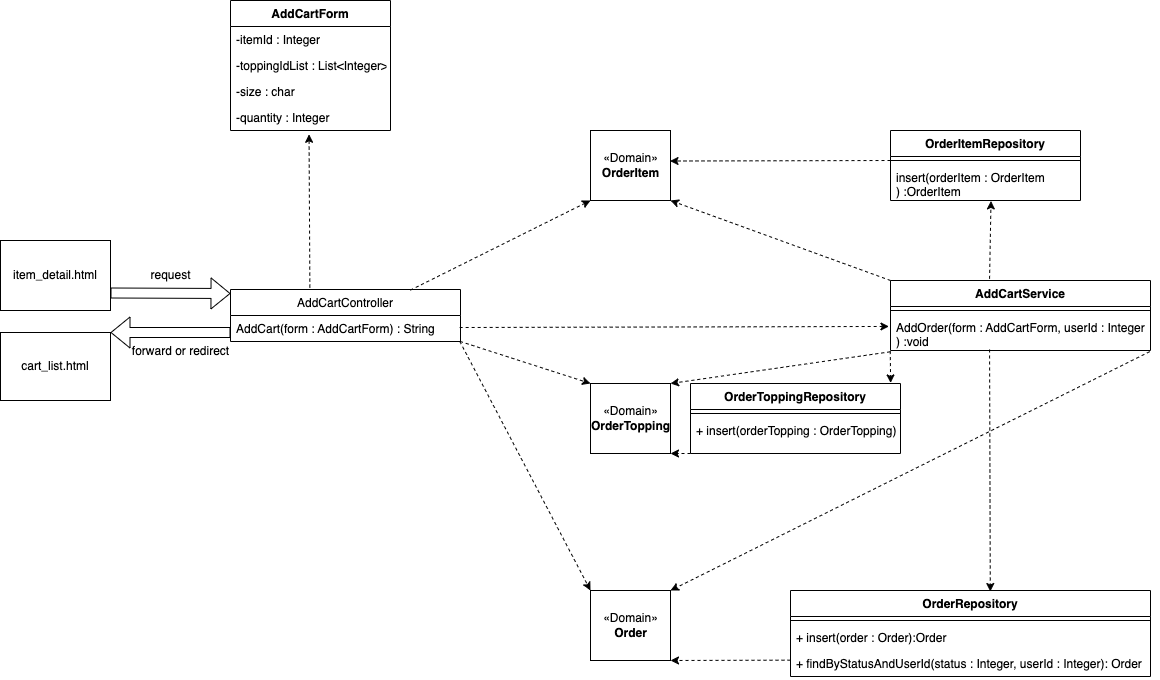 AddCartForm
-itemId : Integer
-toppingIdList : List<Integer>
-size : char
-quantity : Integer
«Domain»
OrderItem
OrderItemRepository
insert(orderItem : OrderItem
) :OrderItem
item_detail.html
request
AddCartController
AddCart(form : AddCartForm) : String
AddCartService
AddOrder(form : AddCartForm, userId : Integer
) :void
forward or redirect
cart_list.html
«Domain»
OrderTopping
OrderToppingRepository
+ insert(orderTopping : OrderTopping)
«Domain»
Order
OrderRepository
+ insert(order : Order):Order
+ findByStatusAndUserId(status : Integer, userId : Integer): Order